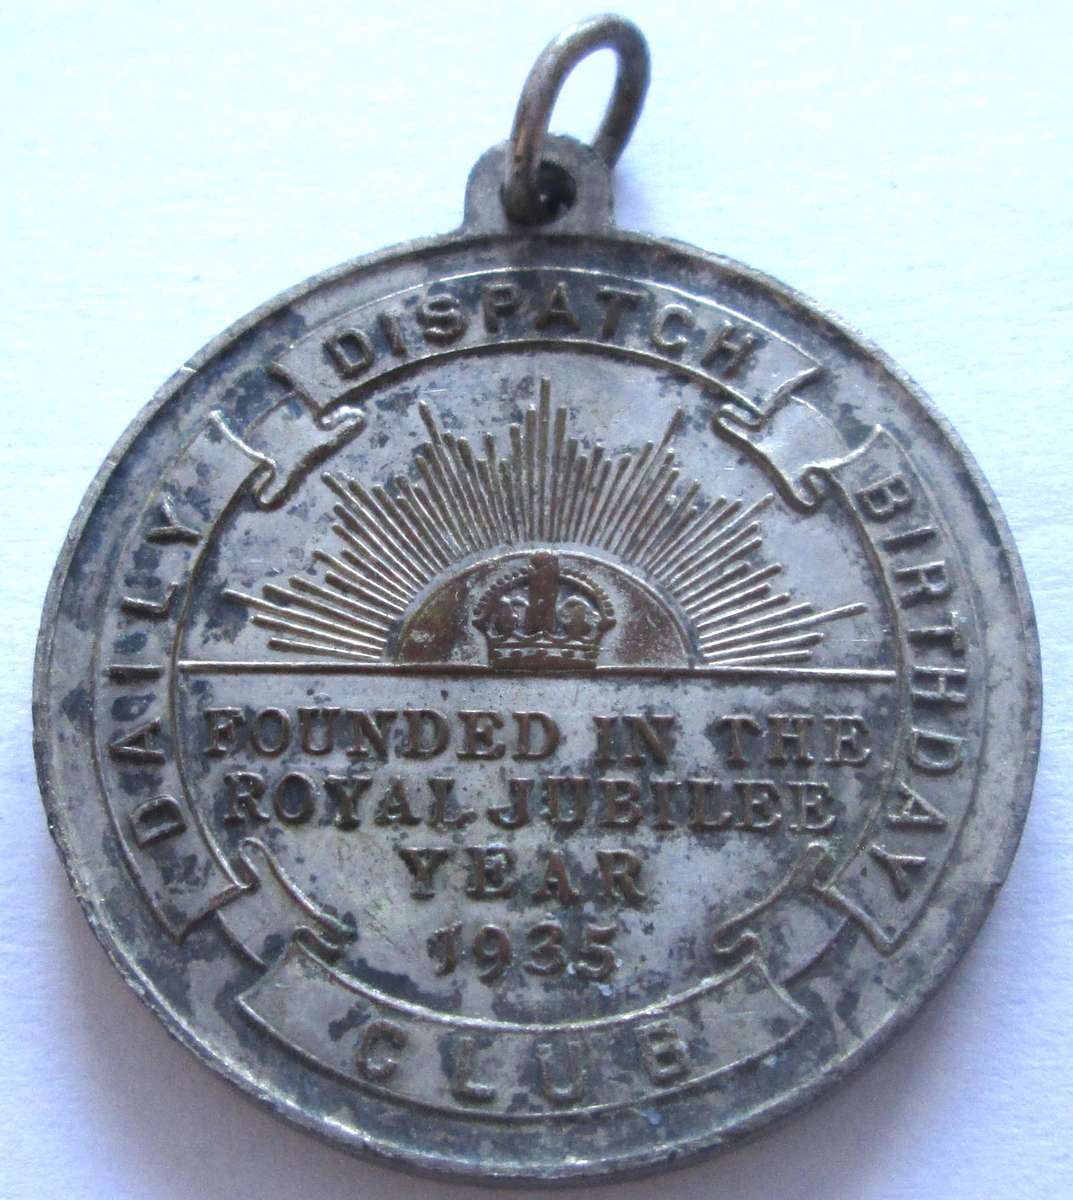 DAILY DISPATCH BIRTHDAY CLUB
FOUNDED IN THE
ROYAL JUBILEE
YEAR
1935